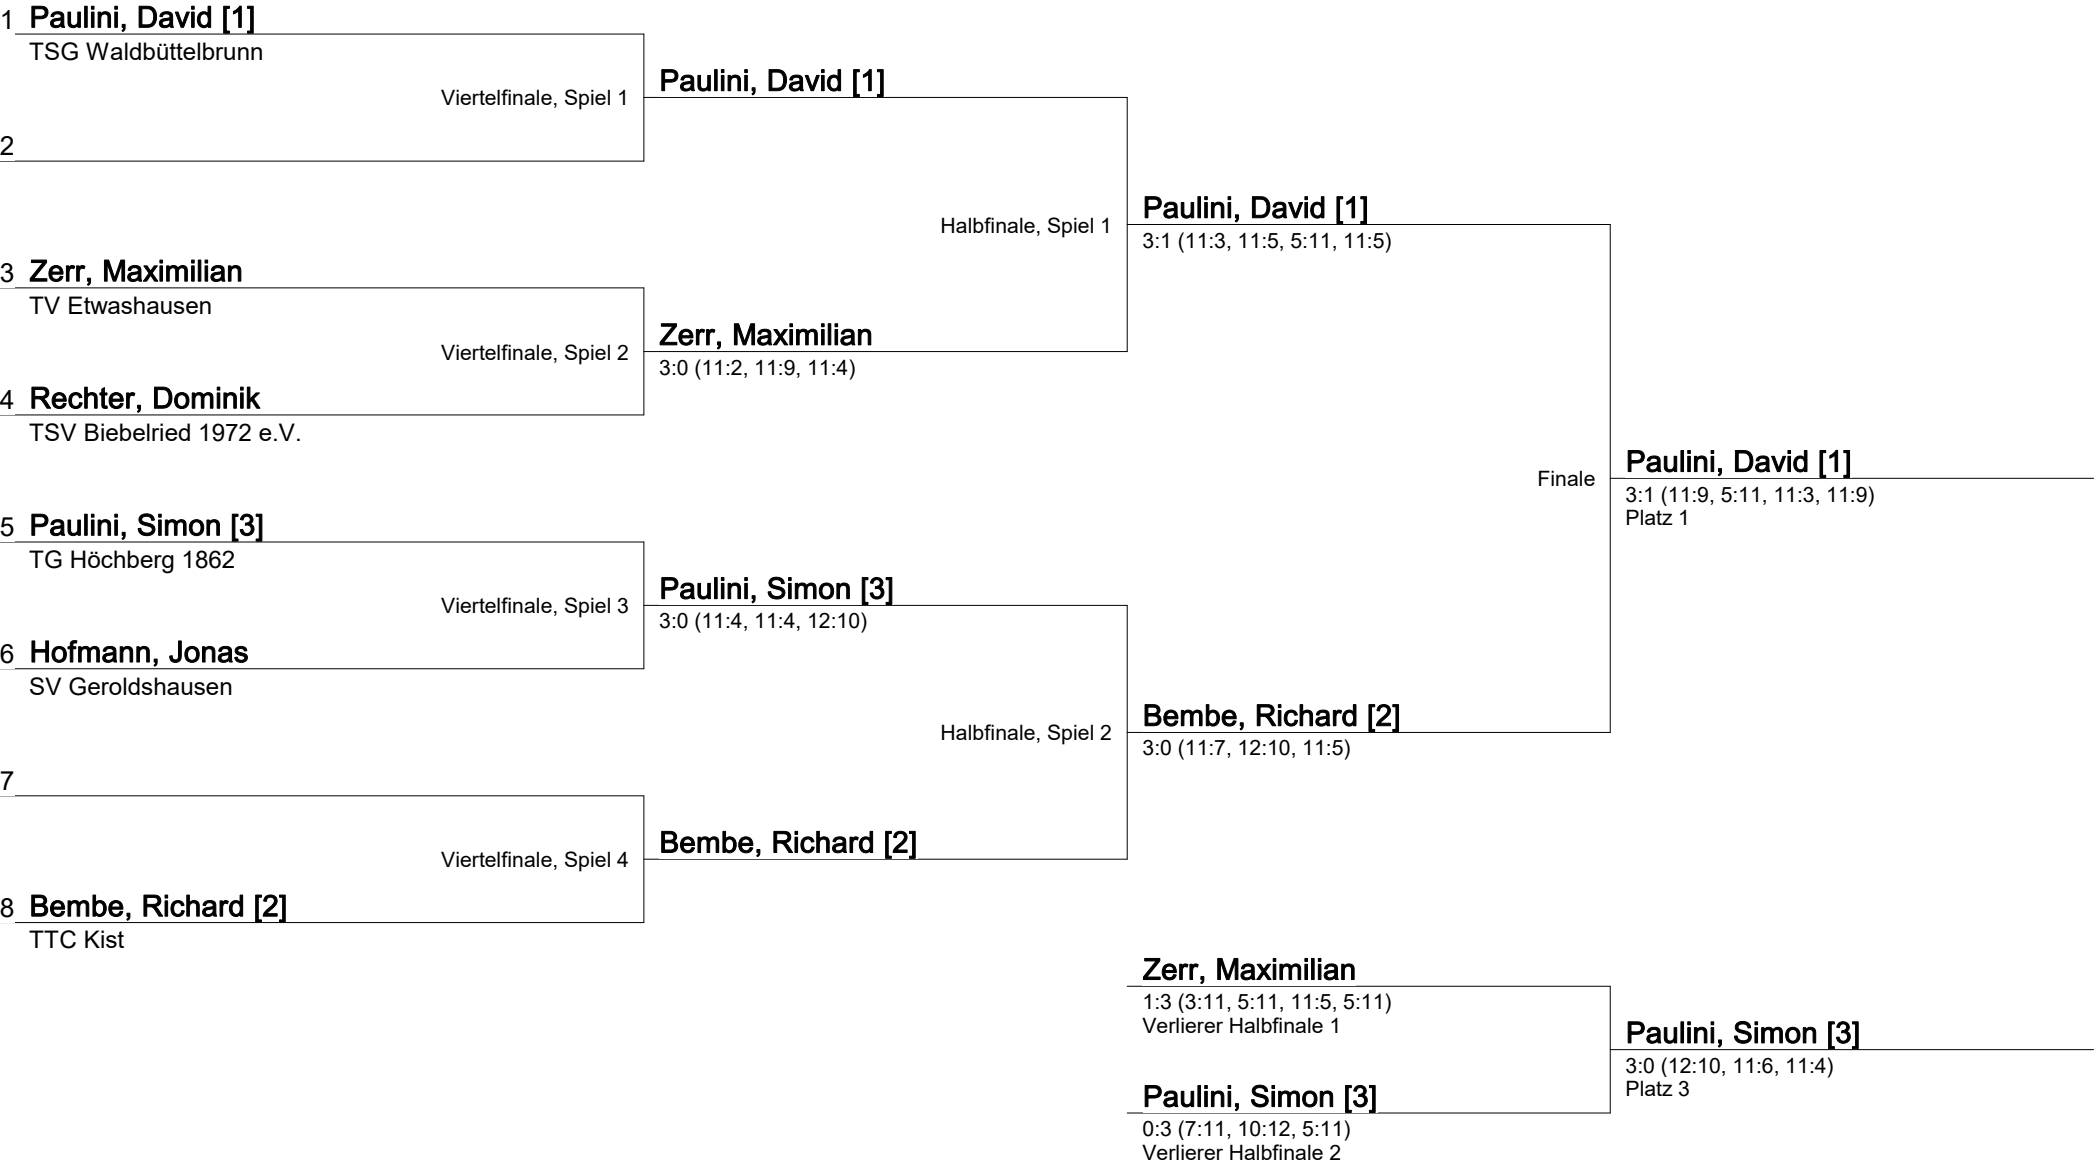 1 Paulini, David [1]
TSG Waldbüttelbrunn
Viertelfinale, Spiel 1
Paulini, David [1]
2
Halbfinale, Spiel 1
Paulini, David [1]
3:1 (11:3, 11:5, 5:11, 11:5)
3 Zerr, Maximilian
TV Etwashausen
Viertelfinale, Spiel 2
Zerr, Maximilian
3:0 (11:2, 11:9, 11:4)
4 Rechter, Dominik
TSV Biebelried 1972 e.V.
Finale
Paulini, David [1]
3:1 (11:9, 5:11, 11:3, 11:9)
Platz 1
5 Paulini, Simon [3]
TG Höchberg 1862
Viertelfinale, Spiel 3
Paulini, Simon [3]
3:0 (11:4, 11:4, 12:10)
6 Hofmann, Jonas
SV Geroldshausen
Halbfinale, Spiel 2
Bembe, Richard [2]
3:0 (11:7, 12:10, 11:5)
7
Viertelfinale, Spiel 4
Bembe, Richard [2]
8 Bembe, Richard [2]
TTC Kist
Zerr, Maximilian
1:3 (3:11, 5:11, 11:5, 5:11)
Verlierer Halbfinale 1
Paulini, Simon [3]
3:0 (12:10, 11:6, 11:4)
Platz 3
Paulini, Simon [3]
0:3 (7:11, 10:12, 5:11)
Verlierer Halbfinale 2